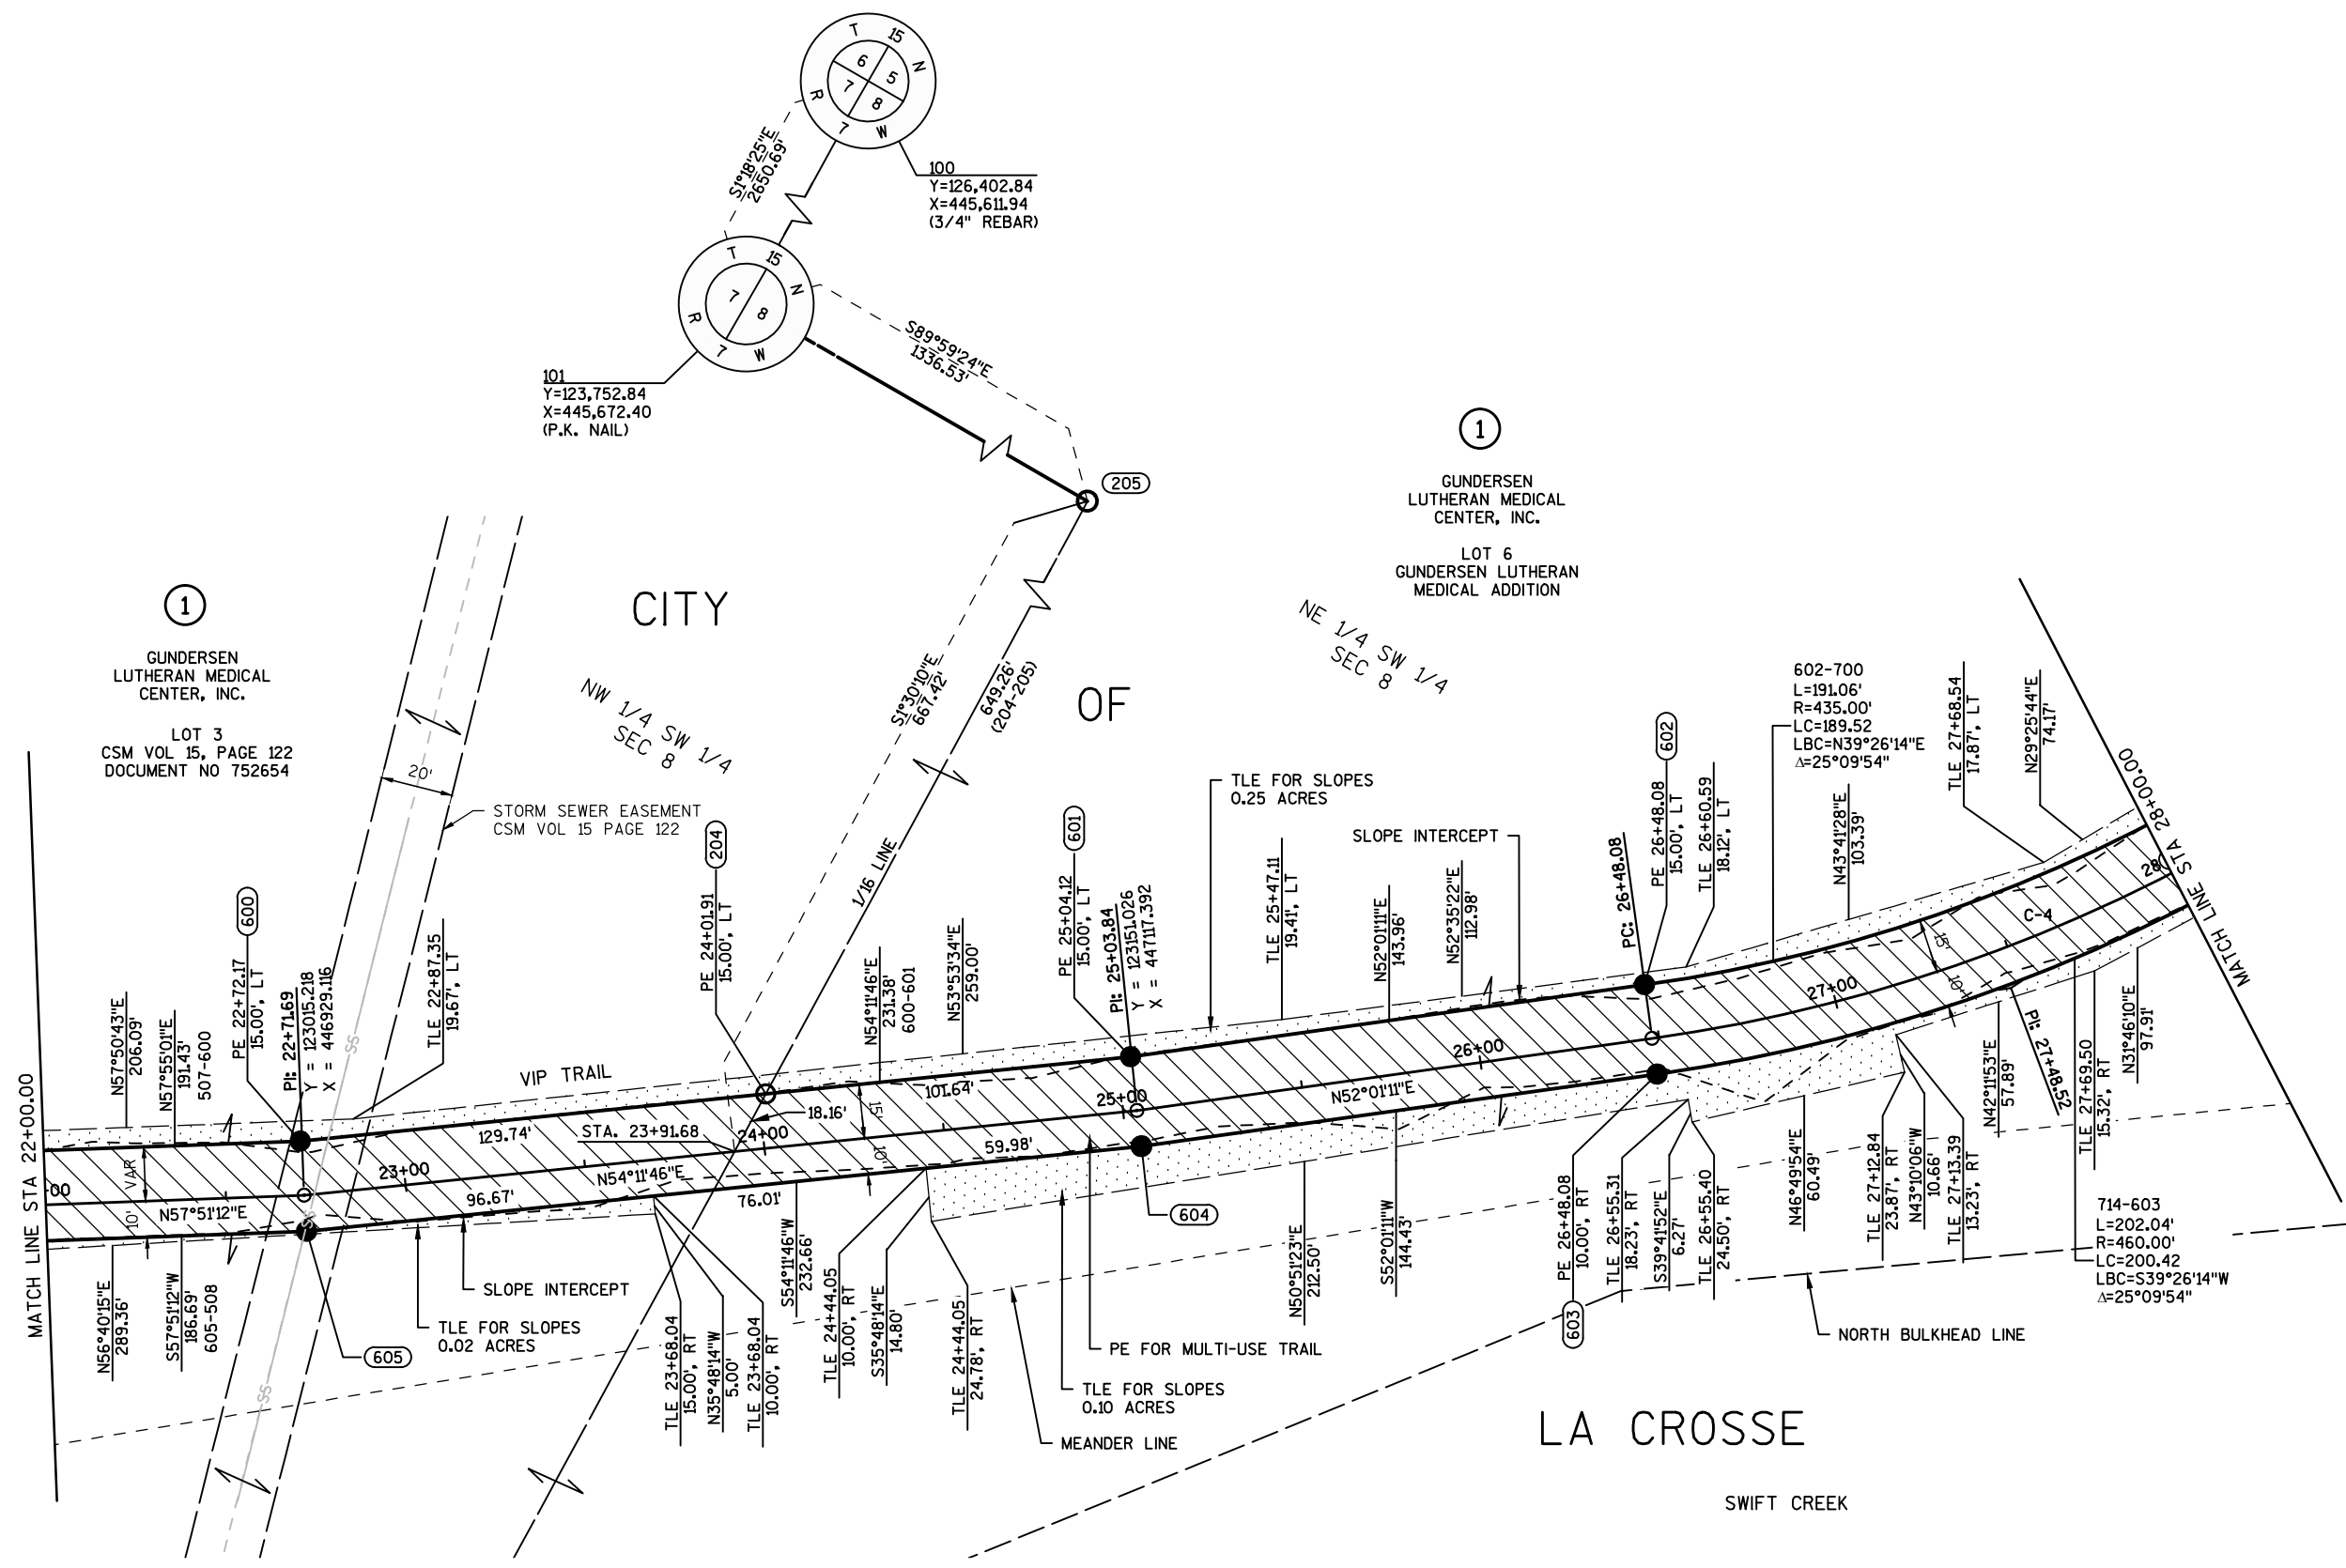 T 15 N
6 5
7 8
R 7 W
S1°18'25"E
2650.69'
100
Y=126,402.84
X=445,611.94
(3/4" REBAR)
T 15 N
7 8
R 7 W
101
Y=123,752.84
X=445,672.40
(P.K. NAIL)
S89°59'24"E
1336.53'
205
1
GUNDERSEN
LUTHERAN MEDICAL
CENTER, INC.
LOT 6
GUNDERSEN LUTHERAN
MEDICAL ADDITION
1
GUNDERSEN
LUTHERAN MEDICAL
CENTER, INC.
LOT 3
CSM VOL 15, PAGE 122
DOCUMENT NO 752654
CITY
OF
LA CROSSE
NW 1/4 SW 1/4
SEC 8
NE 1/4 SW 1/4
SEC 8
S1°30'10"E
667.42'
649.26'
(204-205)
1/16 LINE
20'
STORM SEWER EASEMENT
CSM VOL 15 PAGE 122
SS
SS
SS
MATCH LINE STA 22+00.00
N57°50'43"E
206.09'
N57°55'01"E
191.43'
507-600
600
PE 22+72.17
15.00', LT
PI: 22+71.69
Y = 123015.218
X = 446929.116
TLE 22+87.35
19.67', LT
VIP TRAIL
204
PE 24+01.91
15.00', LT
N54°11'46"E
231.38'
600-601
N53°53'34"E
259.00'
601
PE 25+04.12
15.00', LT
PI: 25+03.84
Y = 123151.026
X = 447117.392
TLE FOR SLOPES
0.25 ACRES
TLE 25+47.11
19.41', LT
SLOPE INTERCEPT
N52°01'11"E
143.96'
N52°35'22"E
112.98'
PC: 26+48.08
602
PE 26+48.08
15.00', LT
TLE 26+60.59
18.12', LT
602-700
L=191.06'
R=435.00'
LC=189.52
LBC=N39°26'14"E
Δ=25°09'54"
N43°41'28"E
103.39'
TLE 27+68.54
17.87', LT
N29°25'44"E
74.17'
MATCH LINE STA 28+00.00
00
VAR
10'
N57°51'12"E
23+00
129.74'
96.67'
STA. 23+91.68
18.16'
24+00
N54°11'46"E
76.01'
15'
10'
101.64'
59.98'
25+00
N52°01'11"E
26+00
27+00
15'
10'
C-4
28
N56°40'15"E
289.36'
S57°51'12"W
186.69'
605-508
605
SLOPE INTERCEPT
TLE FOR SLOPES
0.02 ACRES
TLE 23+68.04
15.00', RT
N35°48'14"W
5.00'
TLE 23+68.04
10.00', RT
S54°11'46"W
232.66'
TLE 24+44.05
10.00', RT
S35°48'14"E
14.80'
TLE 24+44.05
24.78', RT
604
PE FOR MULTI-USE TRAIL
TLE FOR SLOPES
0.10 ACRES
MEANDER LINE
N50°51'23"E
212.50'
S52°01'11"W
144.43'
PE 26+48.08
10.00', RT
603
TLE 26+55.31
18.23', RT
S39°41'52"E
6.27'
TLE 26+55.40
24.50', RT
N46°49'54"E
60.49'
TLE 27+12.84
23.87', RT
N43°10'06"W
10.66'
TLE 27+13.39
13.23', RT
N42°11'53"E
57.89'
PI: 27+48.52
TLE 27+69.50
15.32', RT
N31°46'10"E
97.91'
714-603
L=202.04'
R=460.00'
LC=200.42
LBC=S39°26'14"W
Δ=25°09'54"
NORTH BULKHEAD LINE
SWIFT CREEK